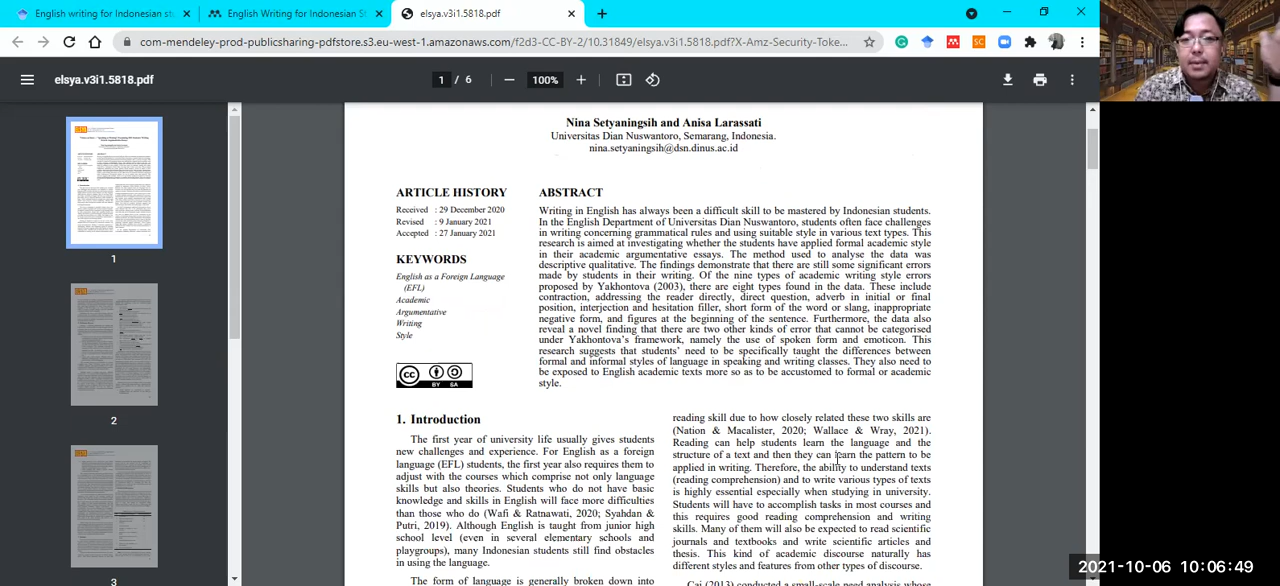 English writing for Indonesian stu
English Writing for Indonesian St
elsya.v3i1.5818.pdf
com-mendeley-prod-publicsharing-pdfstore.s3.eu-west-1.amazonaws.com/f2d3-CC-BY-2/10.31849/elsya.v3i1.5818.pdf?X-Amz-Security-Toke...
elsya.v3i1.5818.pdf
1 / 6
100%
Nina Setyaningsih and Anisa Larassati
Universitas Dian Nuswantoro, Semarang, Indonesia.
nina.setyaningsih@dsn.dinus.ac.id
ARTICLE HISTORY
Received : 29 December 2020
Revised : 9 January 2021
Accepted : 27 January 2021
KEYWORDS
English as a Foreign Language
(EFL)
Academic
Argumentative
Writing
Style
cc
BY SA
ABSTRACT
Writing in English has always been a difficult skill to be mastered by Indonesian students.
In the English Department of Universitas Dian Nuswantoro, students often face challenges
in writing concerning grammatical rules and using suitable style in various text types. This
research is aimed at investigating whether the students have applied formal academic style
in their academic argumentative essays. The method used to analyse the data was
descriptive qualitative. The findings demonstrate that there are still some significant errors
made by students in their writing. Of the nine types of academic writing style errors
proposed by Yakhontova (2003), there are eight types found in the data. These include
contraction, addressing the reader directly, direct question, adverb in initial or final
position, interjection and hesitation filler, short form of the word or slang, inappropriate
negative form, and figures at the beginning of the sentence. Furthermore, the data also
reveal a novel finding that there are two other kinds of error that cannot be categorised
under Yakhontova's framework, namely the use of spoken form and emoticon. This
research suggests that students' need to be specifically taught the differences between
formal and informal styles of language in speaking and writing classes. They also need to
be exposed to English academic texts more so as to be accustomed to formal or academic
style.
1. Introduction
The first year of university life usually gives students
new challenges and experience. For English as a foreign
language (EFL) students, the first year also requires them to
adjust with the courses which comprise not only language
skills but also theories. Students who do not have basic
knowledge and skills in English will face more difficulties
than those who do (Wafi & Ratnawati, 2020; Syahdan &
Putri, 2019). Although English is taught from junior high
school level (even in several elementary schools and
playgroups), many Indonesian students still find obstacles
in using the language.
The form of language is generally broken down into
reading skill due to how closely related these two skills are
(Nation & Macalister, 2020; Wallace & Wray, 2021).
Reading can help students learn the language and the
structure of a text and then they can learn the pattern to be
applied in writing. Therefore, the ability to understand texts
(reading comprehension) and to write various types of texts
is highly essential especially when studying in university.
Students will have to accomplish tasks in most courses and
this requires good reading comprehension and writing
skills. Many of them will also be expected to read scientific
journals and textbooks and write scientific articles and
thesis. This kind of academic discourse naturally has
different styles and features from other types of discourse.
Cai (2013) conducted a small-scale need analysis whose
1
2
3
2021-10-06 10:06:49